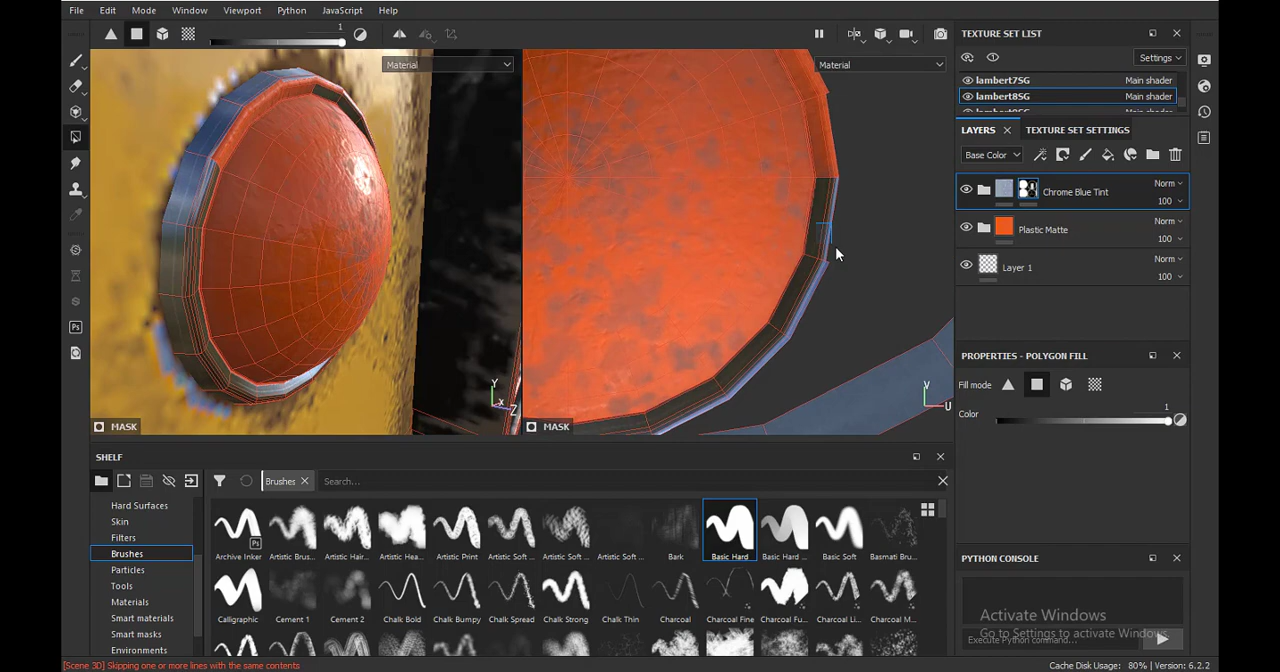 File Edit Mode Window Viewport Python JavaScript Help
1
Material
Material
Y
X
Z
V
U
MASK
MASK
TEXTURE SET LIST
Settings
lambert7SG Main shader
lambert8SG Main shader
LAYERS TEXTURE SET SETTINGS
Base Color
Chrome Blue Tint Norm 100
Plastic Matte Norm 100
Layer 1 Norm 100
PROPERTIES - POLYGON FILL
Fill mode
Color 1
SHELF
Brushes Search...
Hard Surfaces
Skin
Filters
Brushes
Particles
Tools
Materials
Smart materials
Smart masks
Environments
Ps
Ps
Archive Inker Artistic Brus... Artistic Hair... Artistic Hea... Artistic Print Artistic Soft ... Artistic Soft ... Artistic Soft ... Bark Basic Hard Basic Hard ... Basic Soft Basmati Bru...
Calligraphic Cement 1 Cement 2 Chalk Bold Chalk Bumpy Chalk Spread Chalk Strong Chalk Thin Charcoal Charcoal Fine Charcoal Fu... Charcoal Li... Charcoal M...
PYTHON CONSOLE
Activate Windows
Go to Settings to activate Windows.
Execute Python command...
[Scene 3D] Skipping one or more lines with the same contents
Cache Disk Usage: 80% | Version: 6.2.2